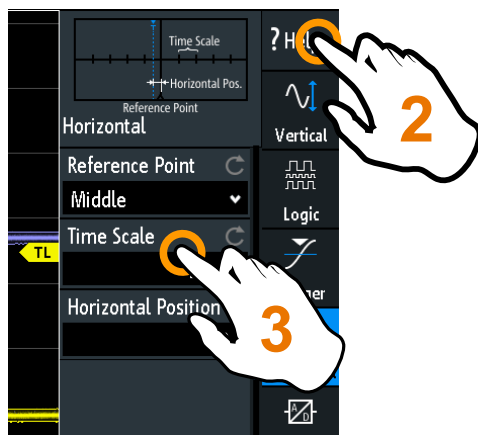 Time Scale
Horizontal Pos.
Reference Point
Horizontal
Reference Point
Middle
Time Scale
Horizontal Position
TL
Vertical
Logic
A
D
2
3